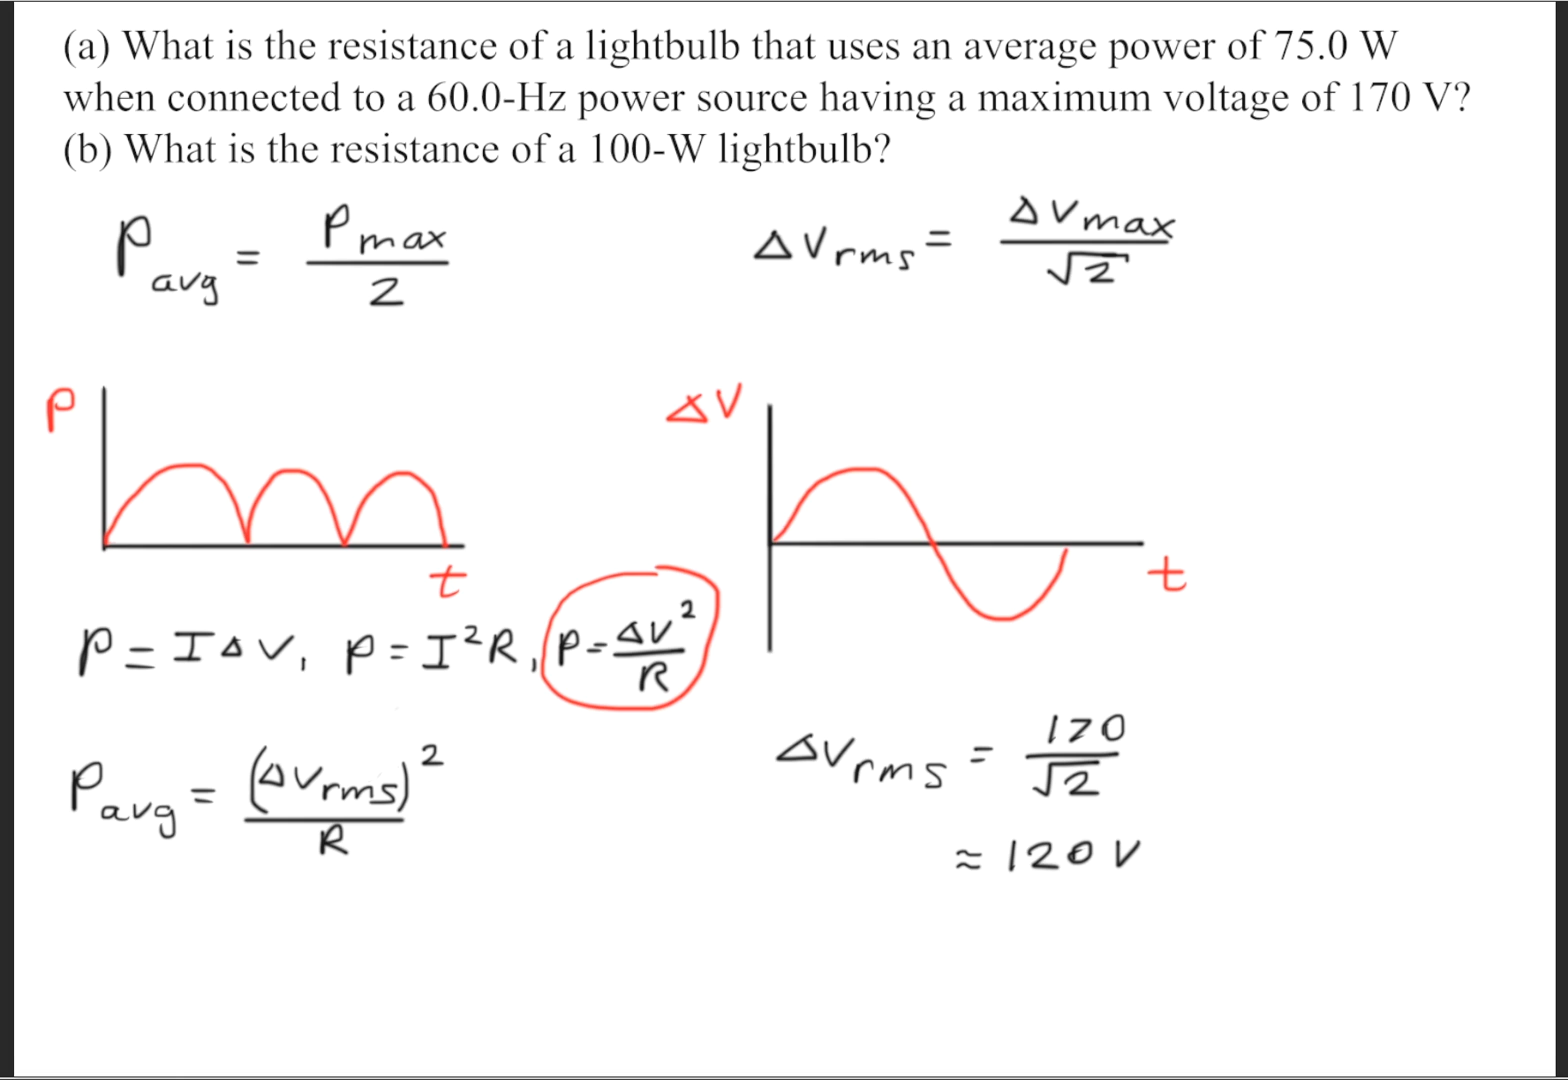 (a) What is the resistance of a lightbulb that uses an average power of 75.0 W
when connected to a 60.0-Hz power source having a maximum voltage of 170 V?
(b) What is the resistance of a 100-W lightbulb?
P_avg = P_max / 2
ΔV_rms = ΔV_max / √2
P
t
ΔV
t
P = IΔV, P = I²R, P = ΔV² / R
P_avg = (ΔV_rms)² / R
ΔV_rms = 170 / √2
≈ 120 V